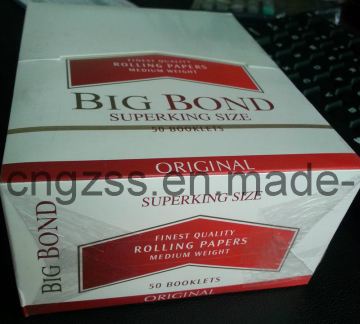 FINEST QUALITY
ROLLING PAPERS
MEDIUM WEIGHT
BIG BOND
SUPERKING SIZE
50 BOOKLETS
ORIGINAL
cngzss.en.made-
SUPERKING SIZE
BIG BOND
FINEST QUALITY
ROLLING PAPERS
MEDIUM WEIGHT
50 BOOKLETS
ORIGINAL